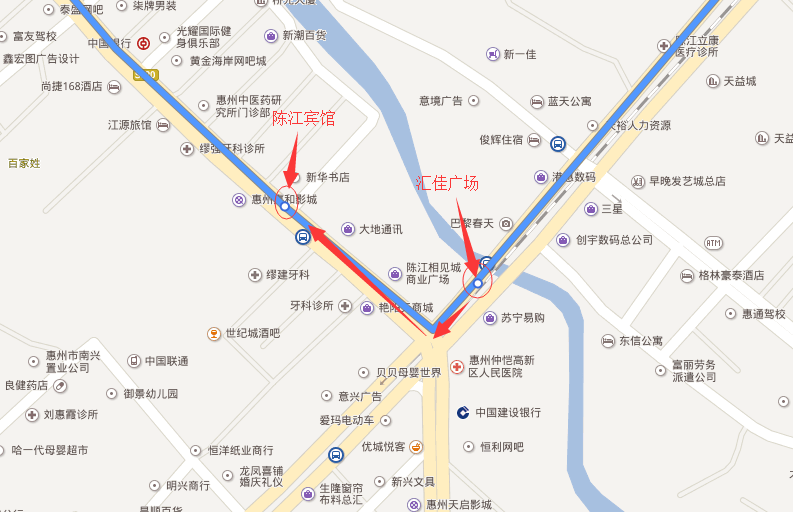 泰盛网吧
柒牌男装
富友驾校
光耀国际健
身俱乐部
中国银行
新潮百货
新一佳
陈江立康
医疗诊所
鑫宏图广告设计
黄金海岸网吧城
尚捷168酒店
天益城
惠州中医药研
究所门诊部
意境广告
蓝天公寓
陈江宾馆
江源旅馆
天裕人力资源
俊辉住宿
天益
缪强牙科诊所
百家姓
新华书店
汇佳广场
港惠数码
早晚发艺城总店
三星
巴黎春天
大地通讯
创宇数码总公司
ATM
陈江相见城
商业广场
缪建牙科
格林豪泰酒店
牙科诊所
苏宁易购
惠通驾校
世纪城酒吧
东信公寓
惠州市南兴
置业公司
中国联通
惠州仲恺高新
区人民医院
富丽劳务
派遣公司
贝贝母婴世界
良健药店
御景幼儿园
意兴广告
刘惠霞诊所
爱玛电动车
中国建设银行
哈一代母婴超市
恒洋纸业商行
优城悦客
恒利网吧
龙凤喜铺
婚庆礼仪
明兴商行
生隆窗帘
布料总汇
新兴文具
惠州天启影城